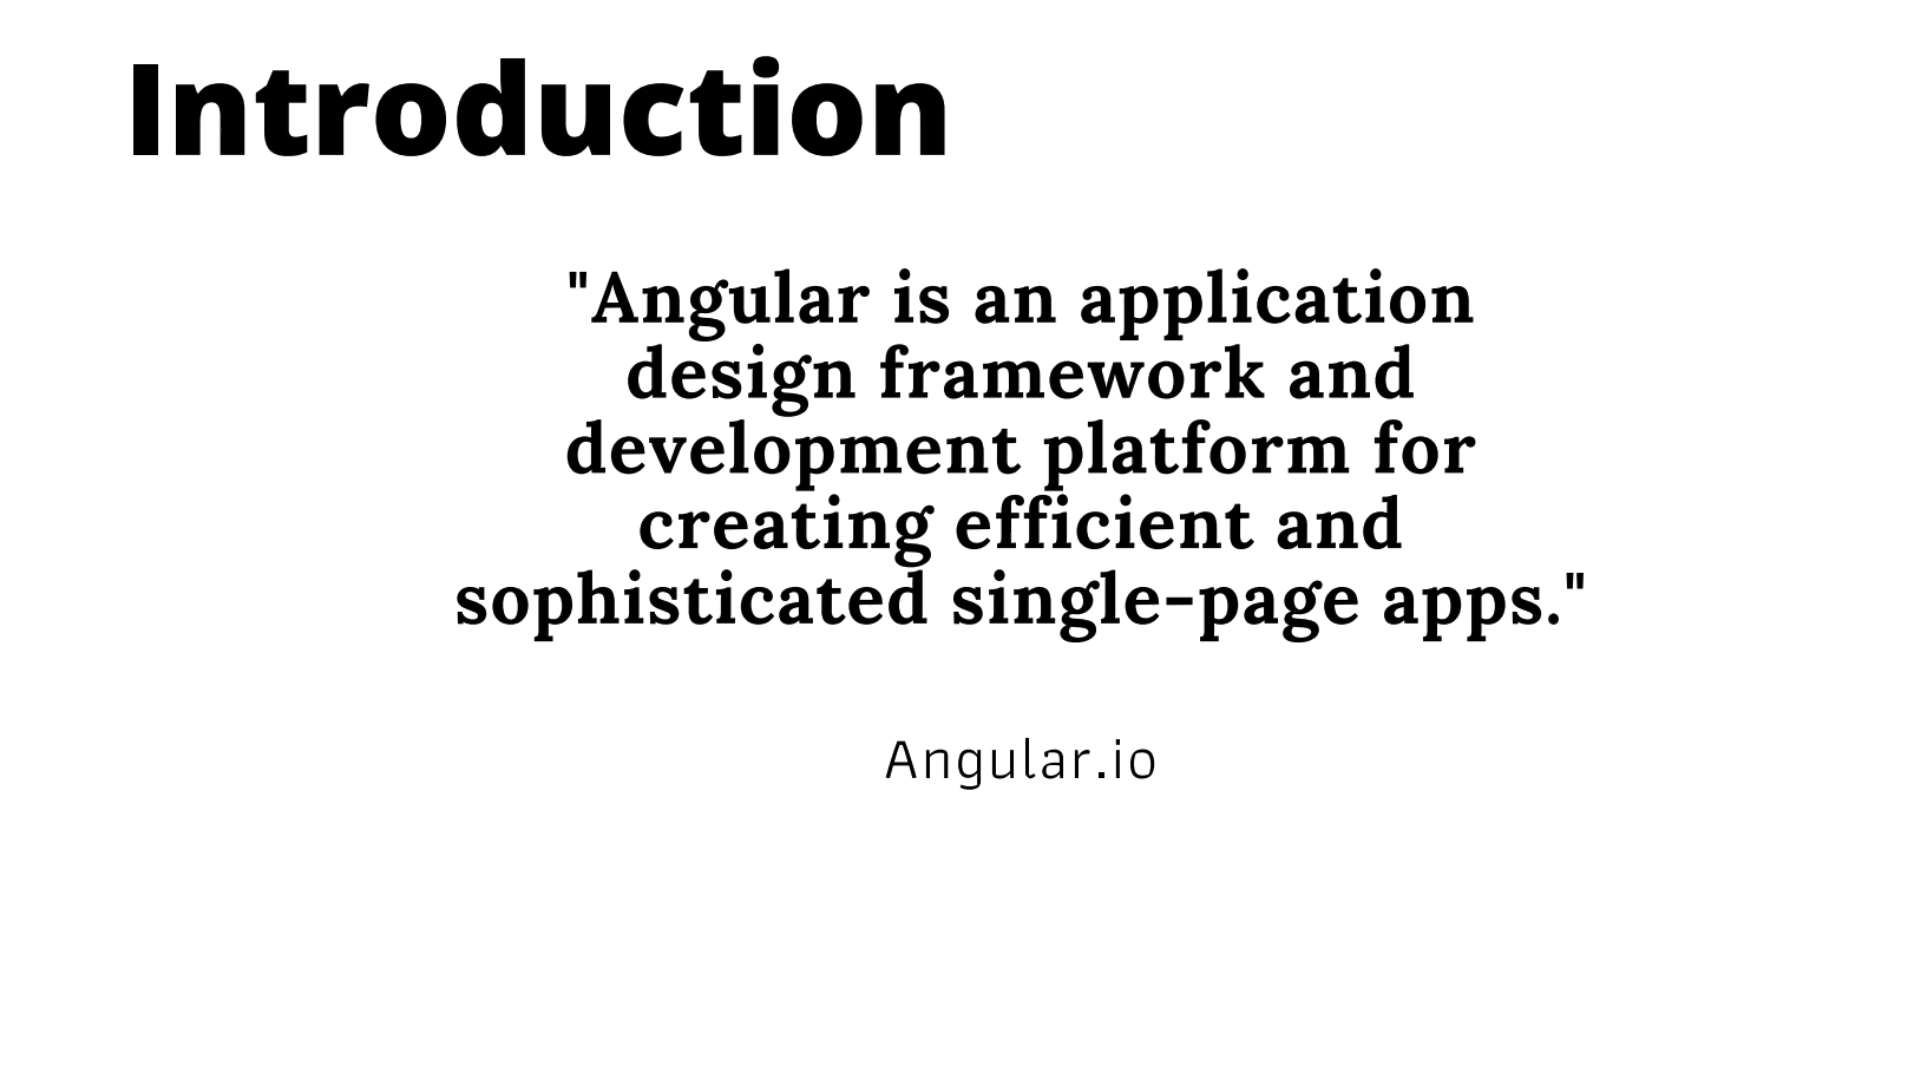 Introduction
"Angular is an application
design framework and
development platform for
creating efficient and
sophisticated single-page apps."
Angular.io